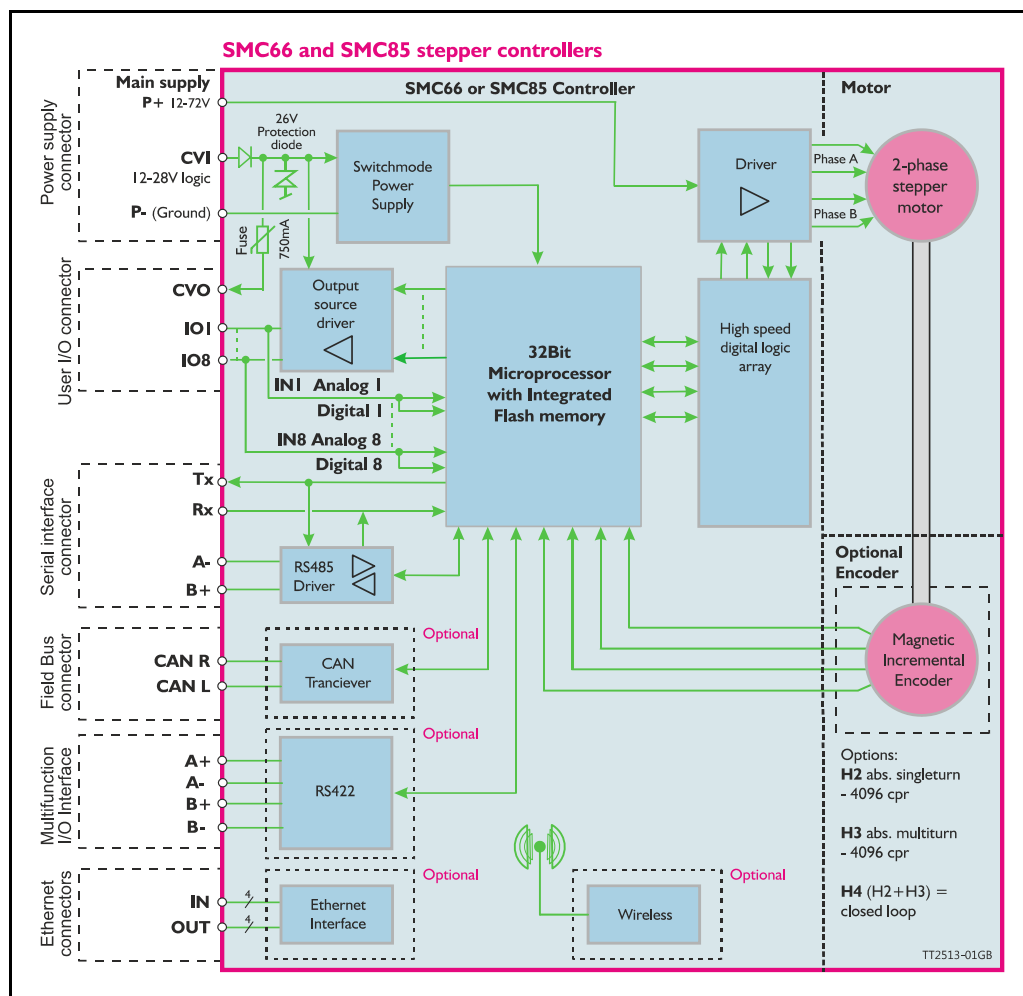 SMC66 and SMC85 stepper controllers
Power supply
connector
Main supply
P+ 12-72V
CVI
12-28V logic
P- (Ground)
SMC66 or SMC85 Controller
Motor
26V
Protection
diode
Fuse
750mA
Switchmode
Power
Supply
Driver
Phase A
Phase B
2-phase
stepper
motor
User I/O connector
CVO
IO1
IO8
Output
source
driver
IN1 Analog 1
Digital 1
IN8 Analog 8
Digital 8
32Bit
Microprocessor
with Integrated
Flash memory
High speed
digital logic
array
Serial interface
connector
Tx
Rx
A-
B+
RS485
Driver
Optional
Encoder
Magnetic
Incremental
Encoder
Field Bus
connector
CAN R
CAN L
Optional
CAN
Tranciever
Multifunction
I/O Interface
A+
A-
B+
B-
Optional
RS422
Options:
H2 abs. singleturn
- 4096 cpr
H3 abs. multiturn
- 4096 cpr
H4 (H2+H3) =
closed loop
Ethernet
connectors
IN
OUT
4
4
Optional
Ethernet
Interface
Optional
Wireless
TT2513-01GB